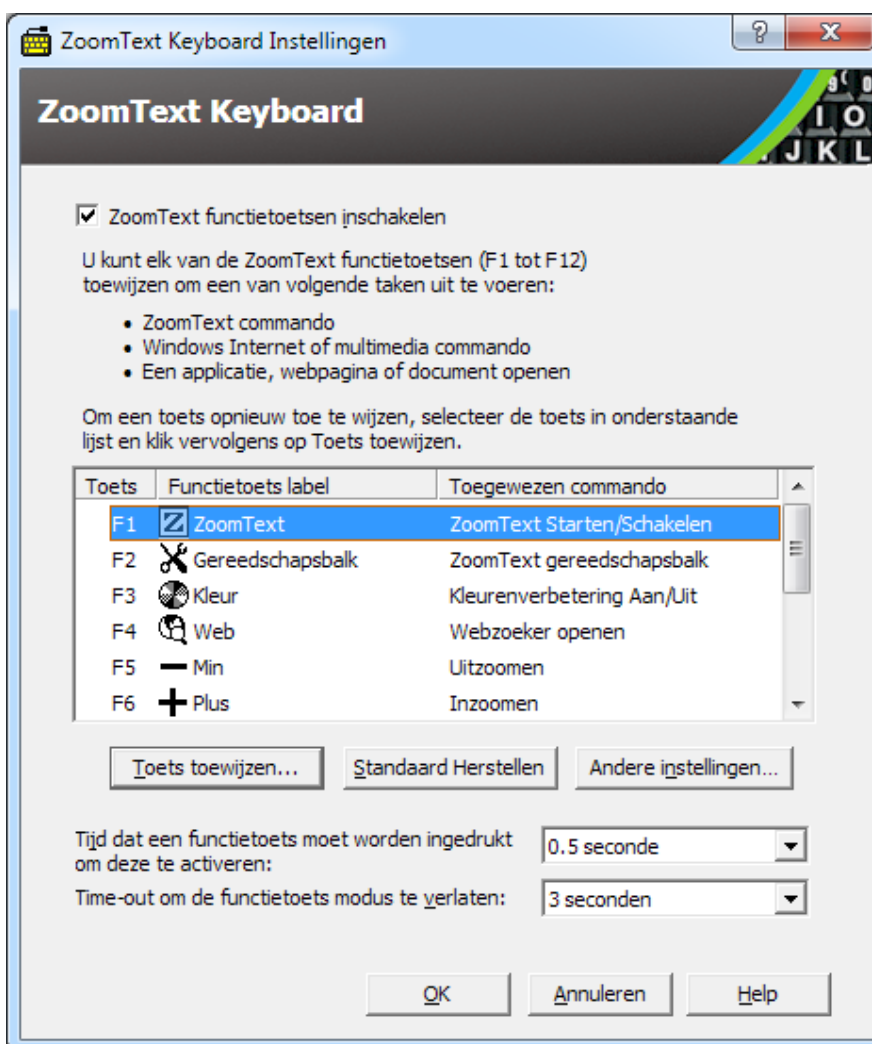 ZoomText Keyboard Instellingen
ZoomText Keyboard
9 ( 0
I O
J K L
ZoomText functietoetsen inschakelen
U kunt elk van de ZoomText functietoetsen (F1 tot F12)
toewijzen om een van volgende taken uit te voeren:
• ZoomText commando
• Windows Internet of multimedia commando
• Een applicatie, webpagina of document openen
Om een toets opnieuw toe te wijzen, selecteer de toets in onderstaande
lijst en klik vervolgens op Toets toewijzen.
Toets Functietoets label Toegewezen commando
F1 Z ZoomText ZoomText Starten/Schakelen
F2 Gereedschapsbalk ZoomText gereedschapsbalk
F3 Kleur Kleurenverbetering Aan/Uit
F4 Web Webzoeker openen
F5 Min Uitzoomen
F6 Plus Inzoomen
Toets toewijzen... Standaard Herstellen Andere instellingen...
Tijd dat een functietoets moet worden ingedrukt
om deze te activeren: 0.5 seconde
Time-out om de functietoets modus te verlaten: 3 seconden
OK Annuleren Help